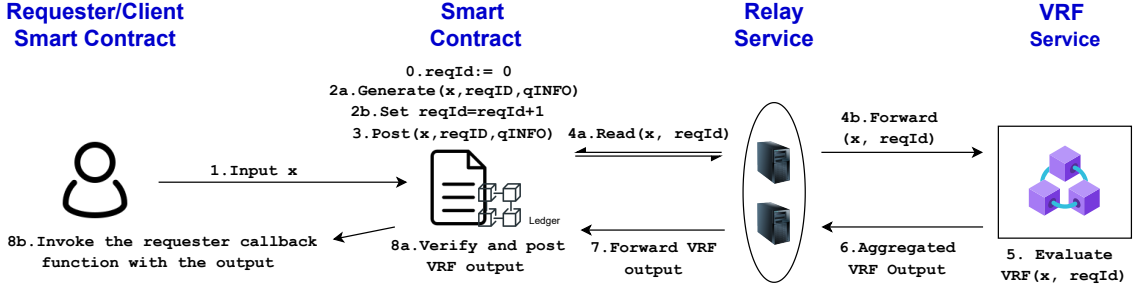 Requester/Client
Smart Contract
Smart
Contract
Relay
Service
VRF
Service
0.reqId:= 0
2a.Generate(x,reqID,qINFO)
2b.Set reqId=reqId+1
3.Post(x,reqID,qINFO)
4a.Read(x, reqId)
4b.Forward
(x, reqId)
1.Input x
Ledger
8b.Invoke the requester callback
function with the output
8a.Verify and post
VRF output
7.Forward VRF
output
6.Aggregated
VRF Output
5. Evaluate
VRF(x, reqId)